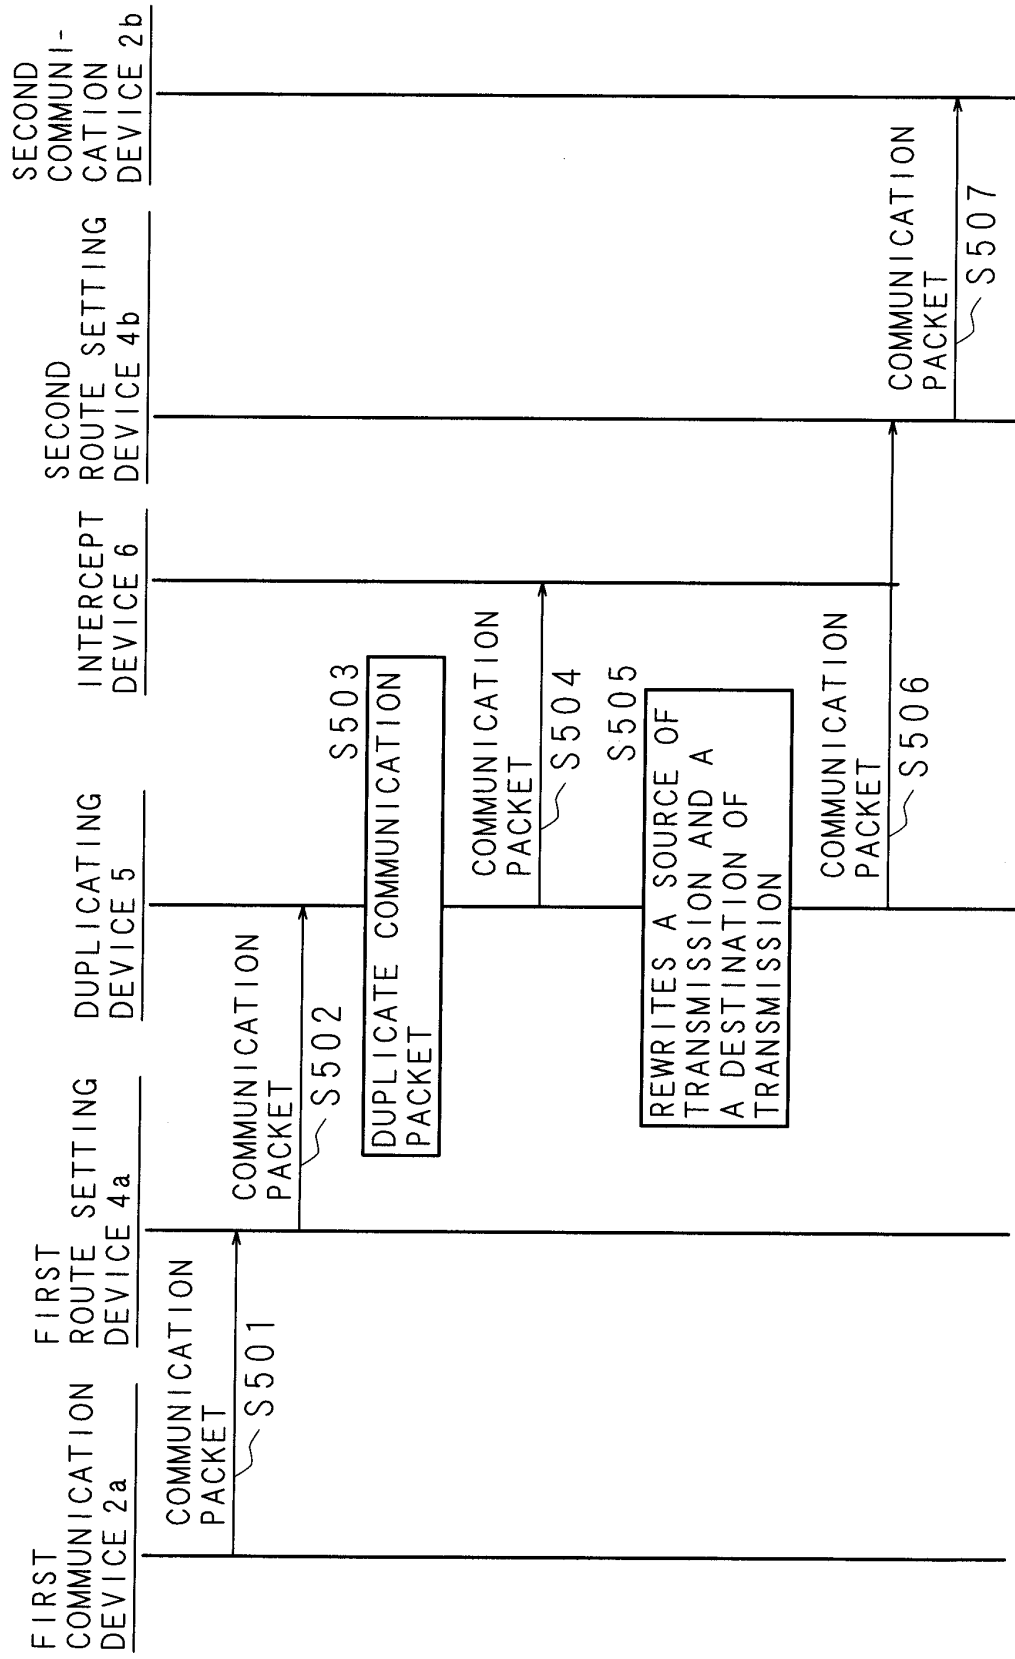 FIRST
COMMUNICATION
DEVICE 2a
FIRST
ROUTE SETTING
DEVICE 4a
DUPLICATING
DEVICE 5
INTERCEPT
DEVICE 6
SECOND
ROUTE SETTING
DEVICE 4b
SECOND
COMMUNI-
CATION
DEVICE 2b
COMMUNICATION
PACKET
S501
COMMUNICATION
PACKET
S502
S503
DUPLICATE COMMUNICATION
PACKET
COMMUNICATION
PACKET
S504
S505
REWRITES A SOURCE OF
TRANSMISSION AND A
A DESTINATION OF
TRANSMISSION
COMMUNICATION
PACKET
S506
COMMUNICATION
PACKET
S507